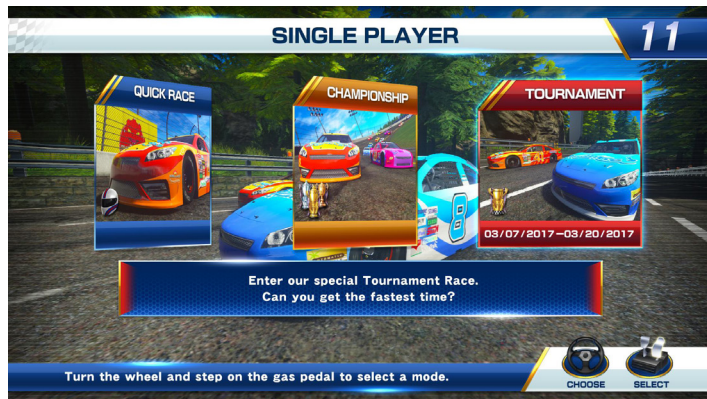 SINGLE PLAYER
11
QUICK RACE
CHAMPIONSHIP
TOURNAMENT
8
03/07/2017-03/20/2017
Enter our special Tournament Race.
Can you get the fastest time?
Turn the wheel and step on the gas pedal to select a mode.
CHOOSE
SELECT